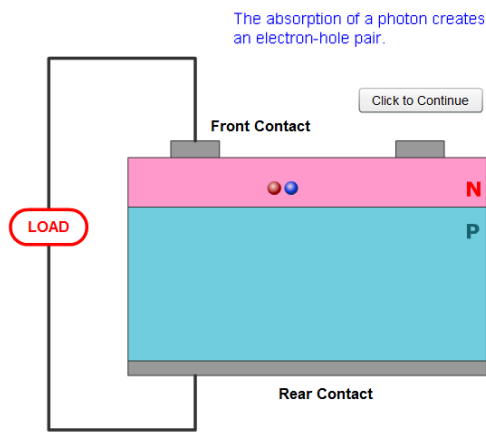 The absorption of a photon creates
an electron-hole pair.
Click to Continue
Front Contact
N
LOAD
P
Rear Contact